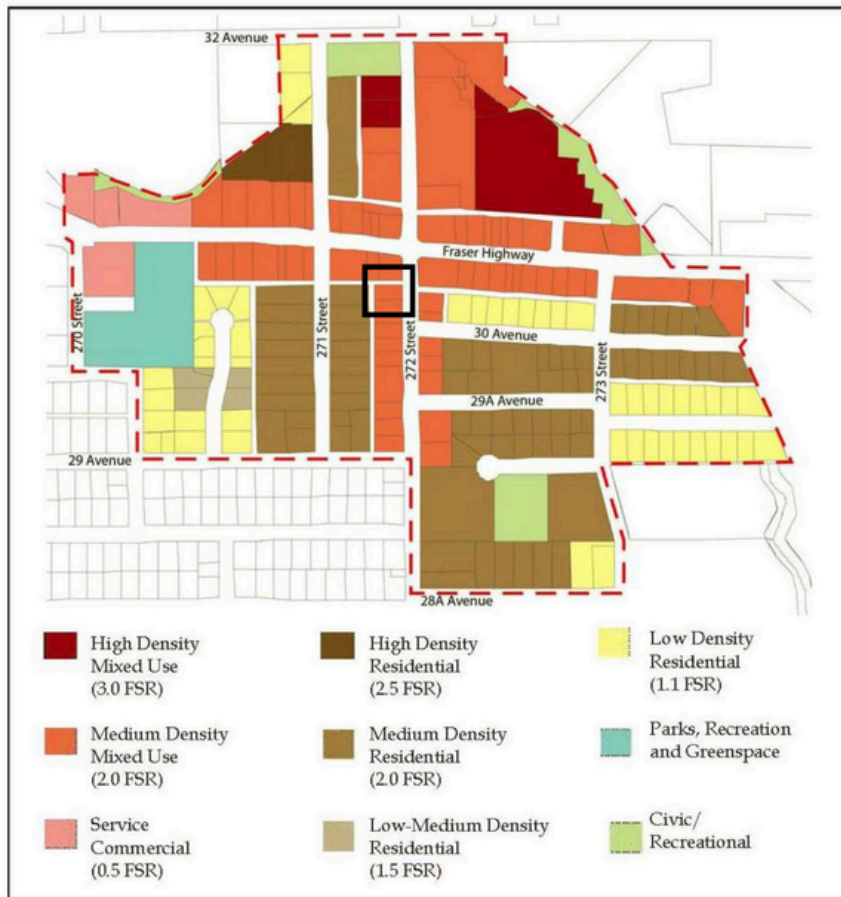 32 Avenue
Fraser Highway
270 Street
271 Street
272 Street
30 Avenue
273 Street
29A Avenue
29 Avenue
28A Avenue
High Density
Mixed Use
(3.0 FSR)
High Density
Residential
(2.5 FSR)
Low Density
Residential
(1.1 FSR)
Medium Density
Mixed Use
(2.0 FSR)
Medium Density
Residential
(2.0 FSR)
Parks, Recreation
and Greenspace
Service
Commercial
(0.5 FSR)
Low-Medium Density
Residential
(1.5 FSR)
Civic/
Recreational